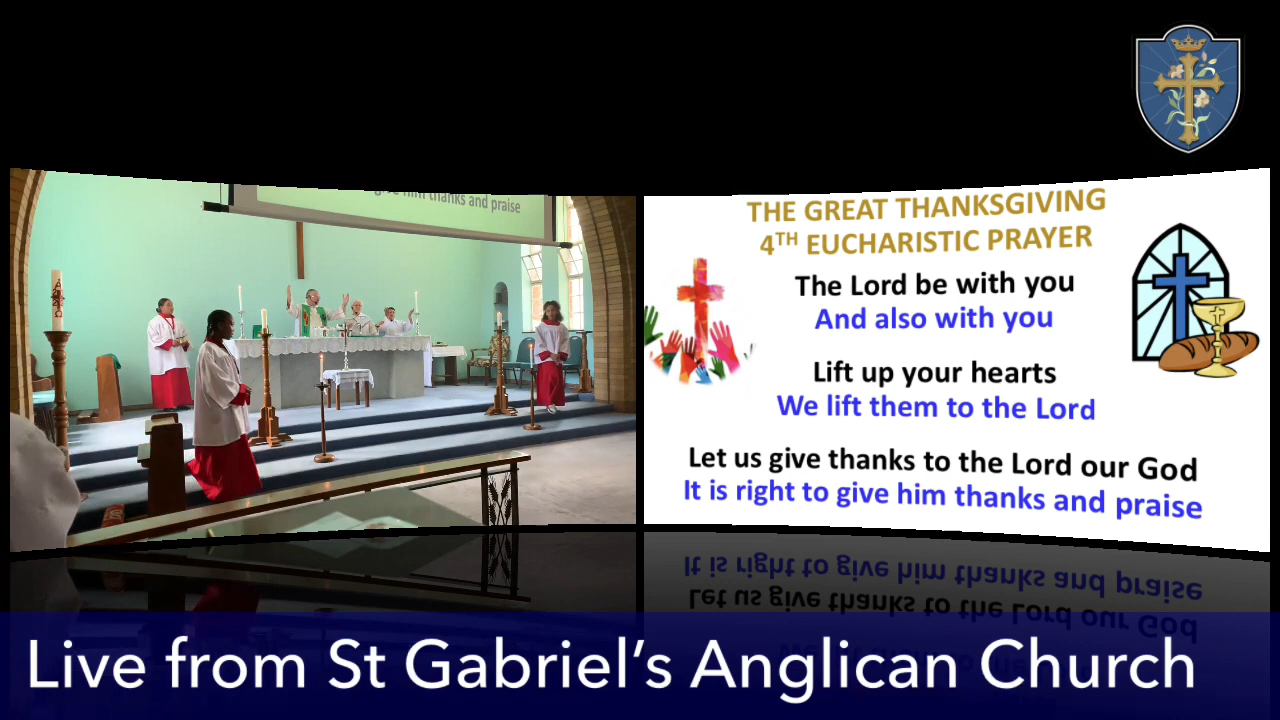 give him thanks and praise
THE GREAT THANKSGIVING
4TH EUCHARISTIC PRAYER
The Lord be with you
And also with you
Lift up your hearts
We lift them to the Lord
Let us give thanks to the Lord our God
It is right to give him thanks and praise
Live from St Gabriel's Anglican Church